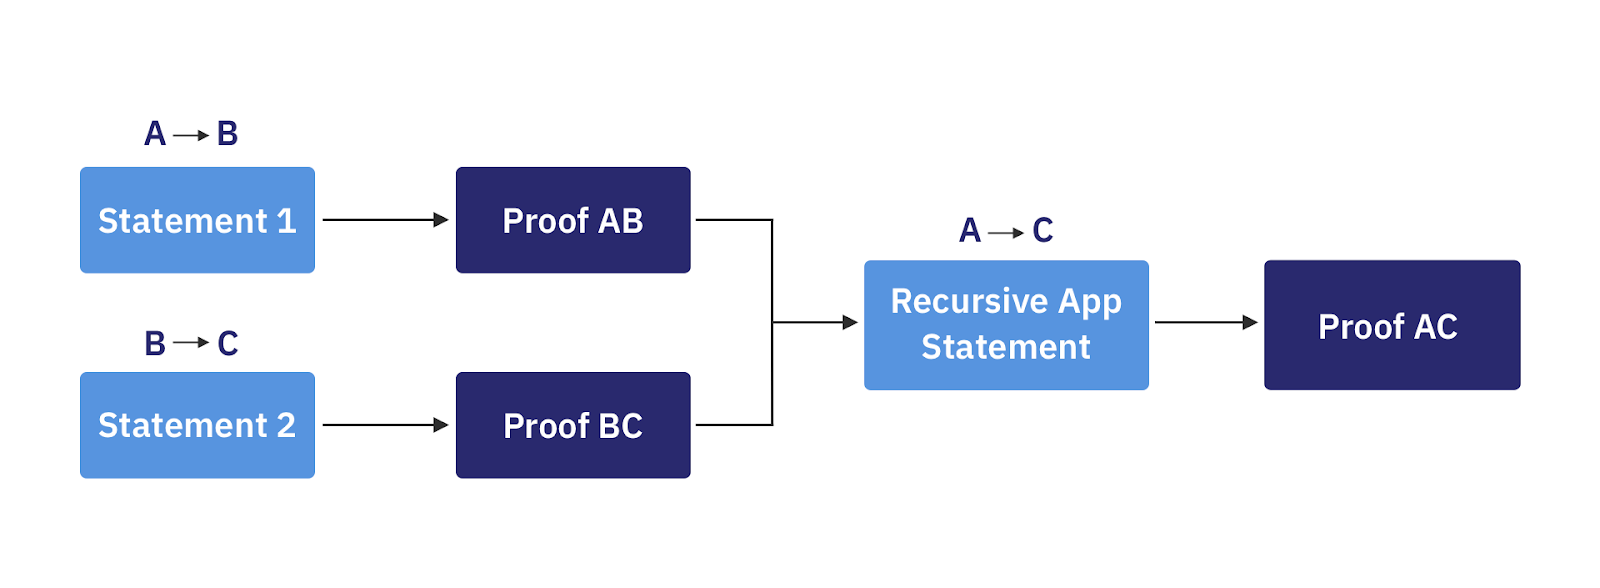 A → B
Statement 1
Proof AB
B → C
Statement 2
Proof BC
A → C
Recursive App
Statement
Proof AC